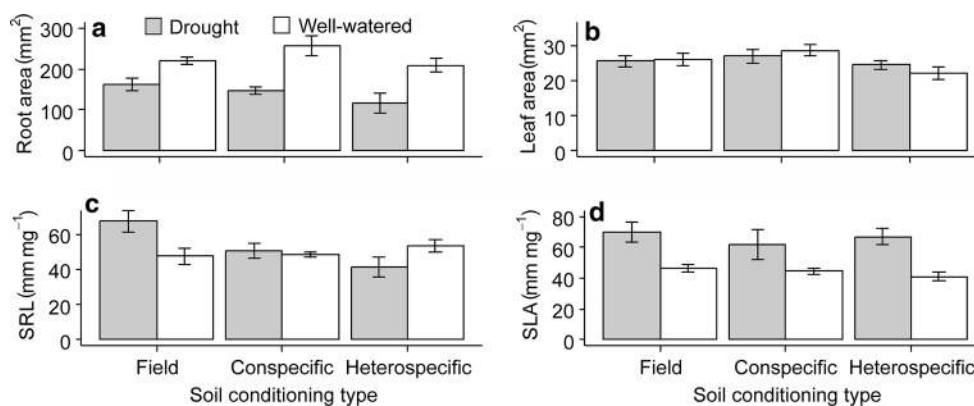 a
Drought
Well-watered
Root area (mm²)
300
200
100
0
b
Leaf area (mm²)
30
20
10
0
c
SRL (mm mg⁻¹)
60
40
20
0
Field
Conspecific
Heterospecific
Soil conditioning type
d
SLA (mm mg⁻¹)
80
60
40
20
0
Field
Conspecific
Heterospecific
Soil conditioning type